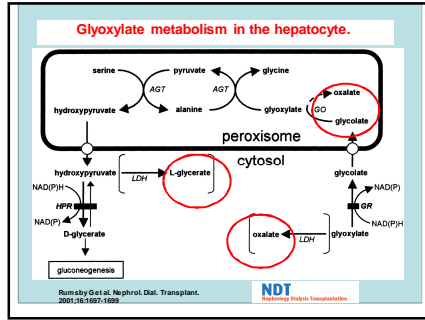 Glyoxylate metabolism in the hepatocyte.
serine pyruvate glycine
AGT AGT oxalate
GO
hydroxypyruvate alanine glyoxylate glycolate
peroxisome
cytosol
hydroxypyruvate L-glycerate glycolate
LDH
NAD(P)H NAD(P)
HPR GR
NAD(P) NAD(P)H
D-glycerate oxalate LDH glyoxylate
gluconeogenesis
Rumsby G et al. Nephrol. Dial. Transplant.
2001;16:1697-1699
NDT
Nephrology Dialysis Transplantation